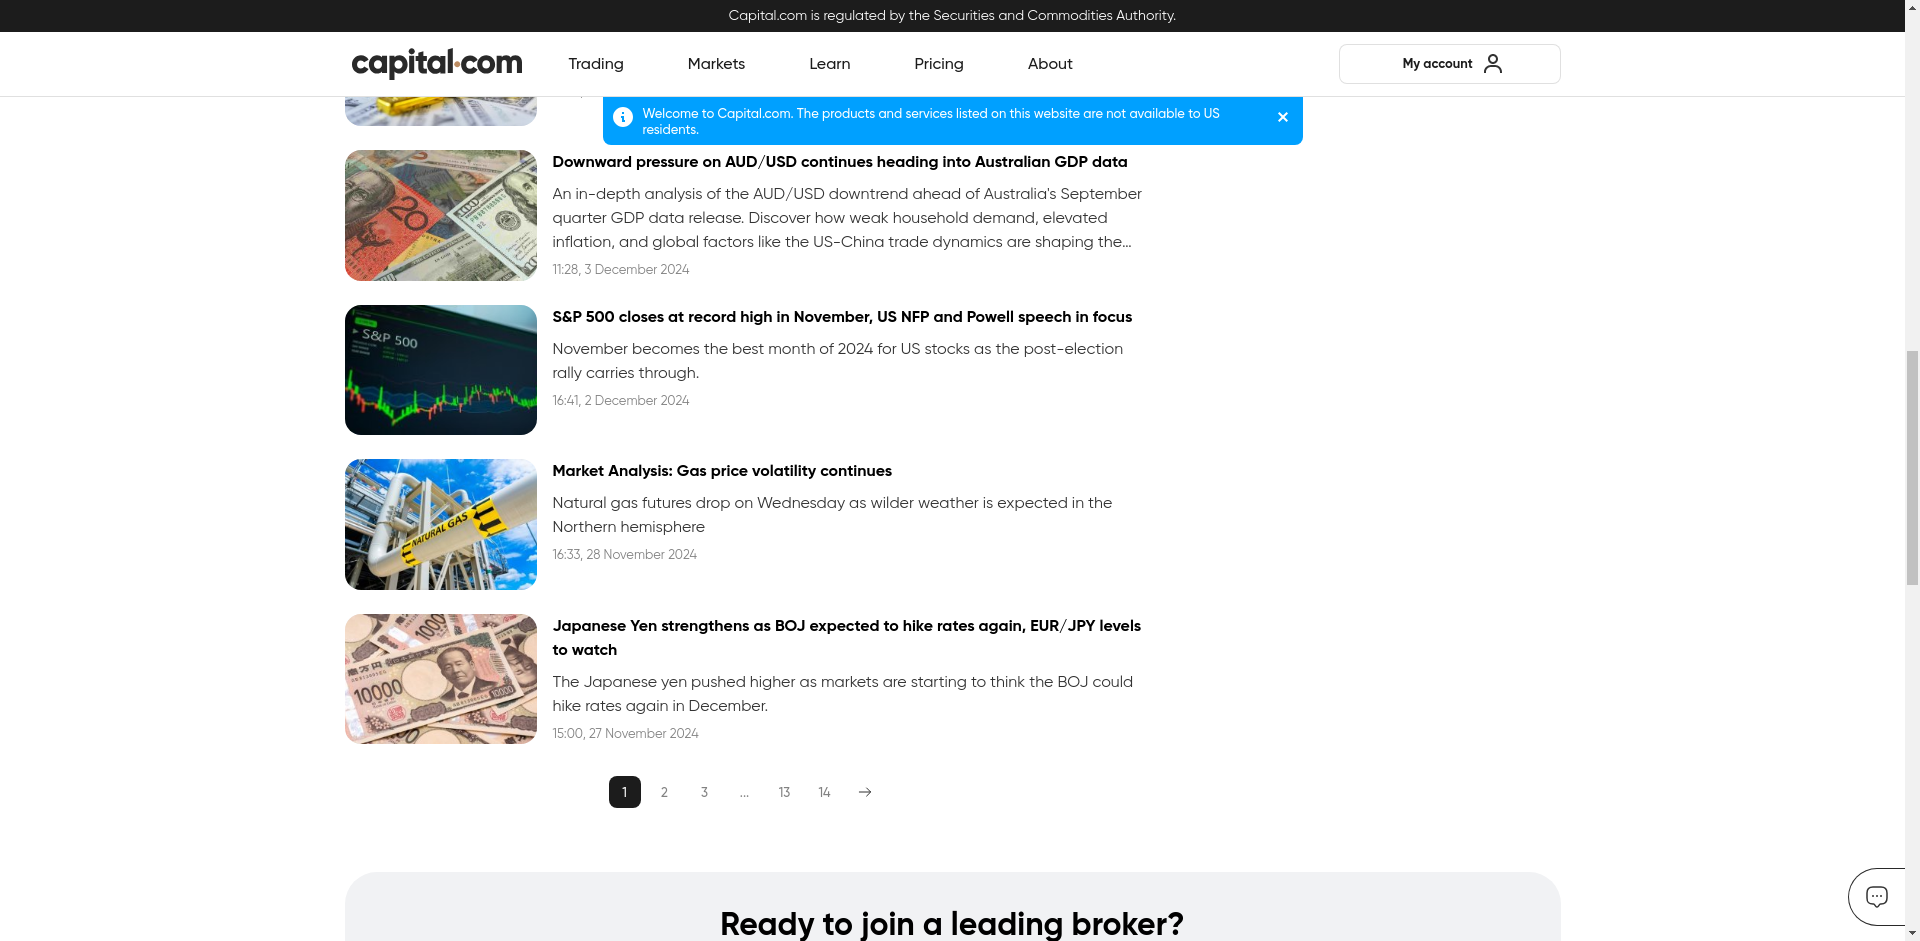 Capital.com is regulated by the Securities and Commodities Authority.
capital.com
Trading
Markets
Learn
Pricing
About
My account
Welcome to Capital.com. The products and services listed on this website are not available to US
residents.
Downward pressure on AUD/USD continues heading into Australian GDP data
An in-depth analysis of the AUD/USD downtrend ahead of Australia's September
quarter GDP data release. Discover how weak household demand, elevated
inflation, and global factors like the US-China trade dynamics are shaping the...
11:28, 3 December 2024
S&P 500
S&P 500 closes at record high in November, US NFP and Powell speech in focus
November becomes the best month of 2024 for US stocks as the post-election
rally carries through.
16:41, 2 December 2024
NATURAL GAS
Market Analysis: Gas price volatility continues
Natural gas futures drop on Wednesday as wilder weather is expected in the
Northern hemisphere
16:33, 28 November 2024
10000
Japanese Yen strengthens as BOJ expected to hike rates again, EUR/JPY levels
to watch
The Japanese yen pushed higher as markets are starting to think the BOJ could
hike rates again in December.
15:00, 27 November 2024
1 2 3 ... 13 14
Ready to join a leading broker?